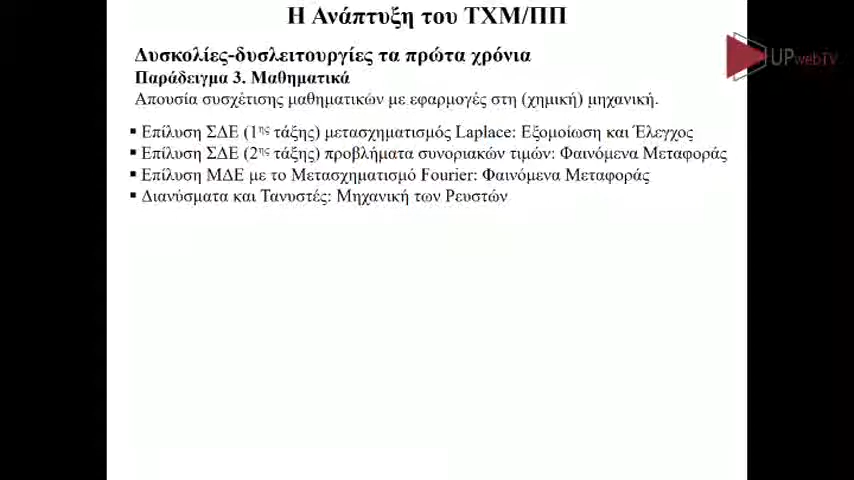 Η Ανάπτυξη του ΤΧΜ/ΠΠ
UPwebTV
Δυσκολίες-δυσλειτουργίες τα πρώτα χρόνια
Παράδειγμα 3. Μαθηματικά
Απουσία συσχέτισης μαθηματικών με εφαρμογές στη (χημική) μηχανική.
▪ Επίλυση ΣΔΕ (1ης τάξης) μετασχηματισμός Laplace: Εξομοίωση και Έλεγχος
▪ Επίλυση ΣΔΕ (2ης τάξης) προβλήματα συνοριακών τιμών: Φαινόμενα Μεταφοράς
▪ Επίλυση ΜΔΕ με το Μετασχηματισμό Fourier: Φαινόμενα Μεταφοράς
▪ Διανύσματα και Τανυστές: Μηχανική των Ρευστών